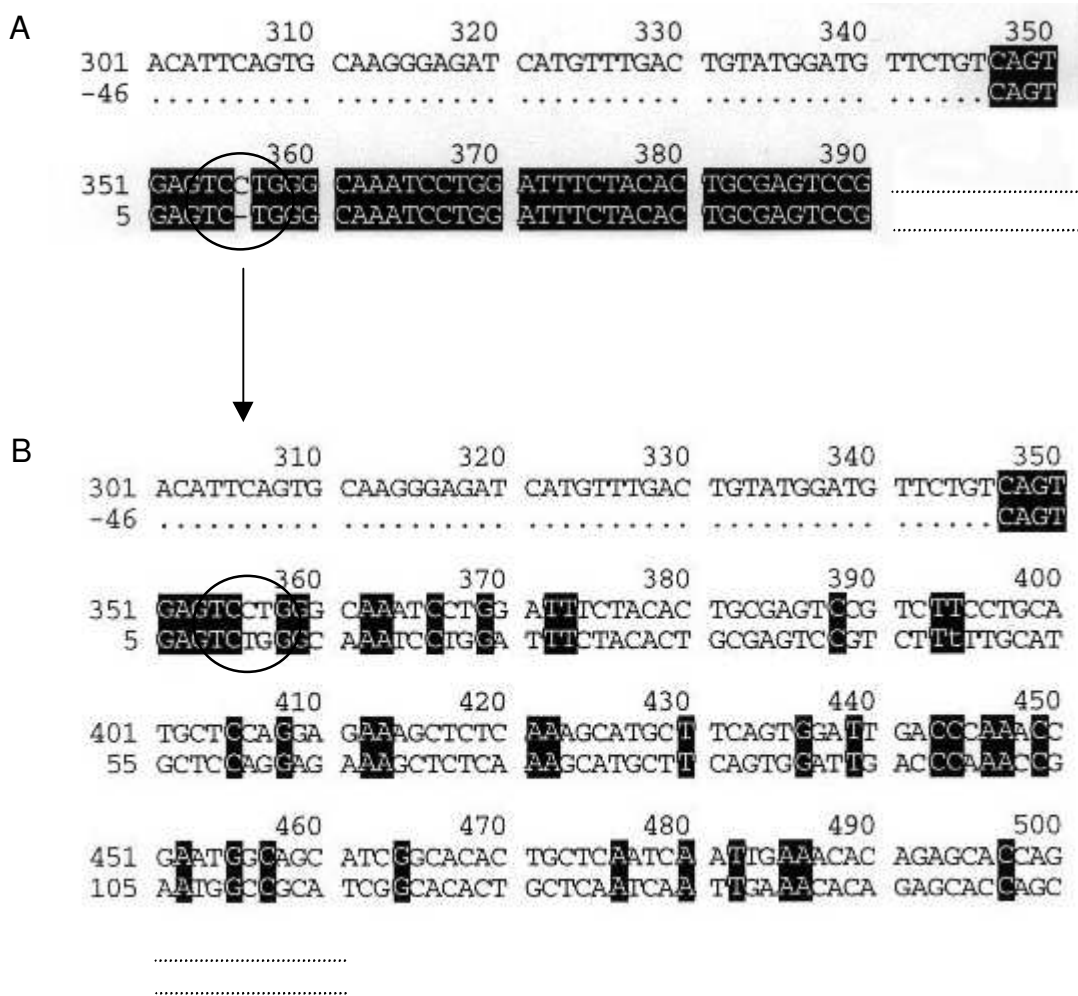 A
310 320 330 340 350
301 ACATTCAGTG CAAGGGAGAT CATGTTTGAC TGTATGGATG TTCTGTCAGT
-46 .......... .......... .......... .......... ......CAGT
360 370 380 390
351 GAGTCCTGGG CAAATCCTGG ATTTCTACAC TGCGAGTCCG
5 GAGTC-TGGG CAAATCCTGG ATTTCTACAC TGCGAGTCCG
B
310 320 330 340 350
301 ACATTCAGTG CAAGGGAGAT CATGTTTGAC TGTATGGATG TTCTGTCAGT
-46 .......... .......... .......... .......... ......CAGT
360 370 380 390 400
351 GAGTCCTGGG CAAATCCTGG ATTTCTACAC TGCGAGTCCG TCTTCCTGCA
5 GAGTCTGGGC AAATCCTGGA TTTCTACACT GCGAGTCCGT CTTtTTGCAT
410 420 430 440 450
401 TGCTCCAGGA GAAAGCTCTC AAAGCATGCT TCAGTGGATT GACCCAAACC
55 GCTCCAGGAG AAAGCTCTCA AAGCATGCTT CAGTGGATTG ACCCAAACCG
460 470 480 490 500
451 GAATGGCAGC ATCGGCACAC TGCTCAATCA ATTGAAACAC AGAGCACCAG
105 AATGGCCGCA TCGGCACACT GCTCAATCAA TTGAAACACA GAGCACCAGC